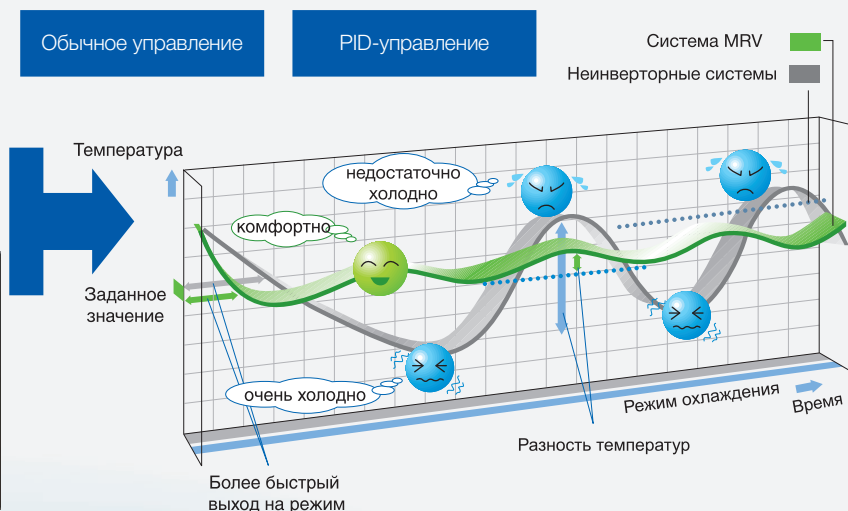 Обычное управление
PID-управление
Система MRV
Неинверторные системы
Температура
недостаточно
холодно
комфортно
Заданное
значение
очень холодно
Режим охлаждения
Время
Разность температур
Более быстрый
выход на режим